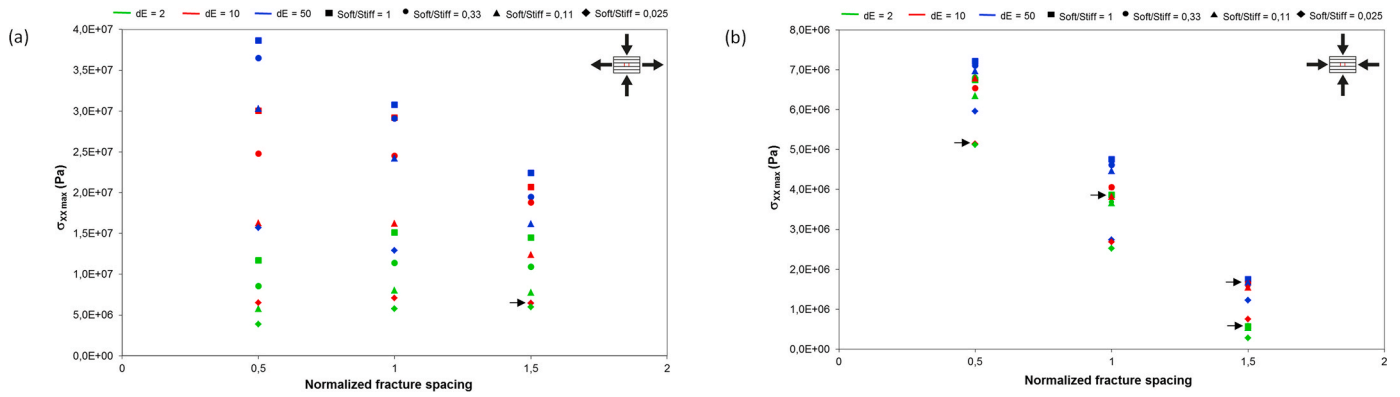 (a)
dE = 2 dE = 10 dE = 50 Soft/Stiff = 1 Soft/Stiff = 0,33 Soft/Stiff = 0,11 Soft/Stiff = 0,025
4,0E+07
3,5E+07
3,0E+07
2,5E+07
2,0E+07
1,5E+07
1,0E+07
5,0E+06
0,0E+00
σXX max (Pa)
0 0,5 1 1,5 2
Normalized fracture spacing
(b)
dE = 2 dE = 10 dE = 50 Soft/Stiff = 1 Soft/Stiff = 0,33 Soft/Stiff = 0,11 Soft/Stiff = 0,025
8,0E+06
7,0E+06
6,0E+06
5,0E+06
4,0E+06
3,0E+06
2,0E+06
1,0E+06
0,0E+00
σXX max (Pa)
0 0,5 1 1,5 2
Normalized fracture spacing